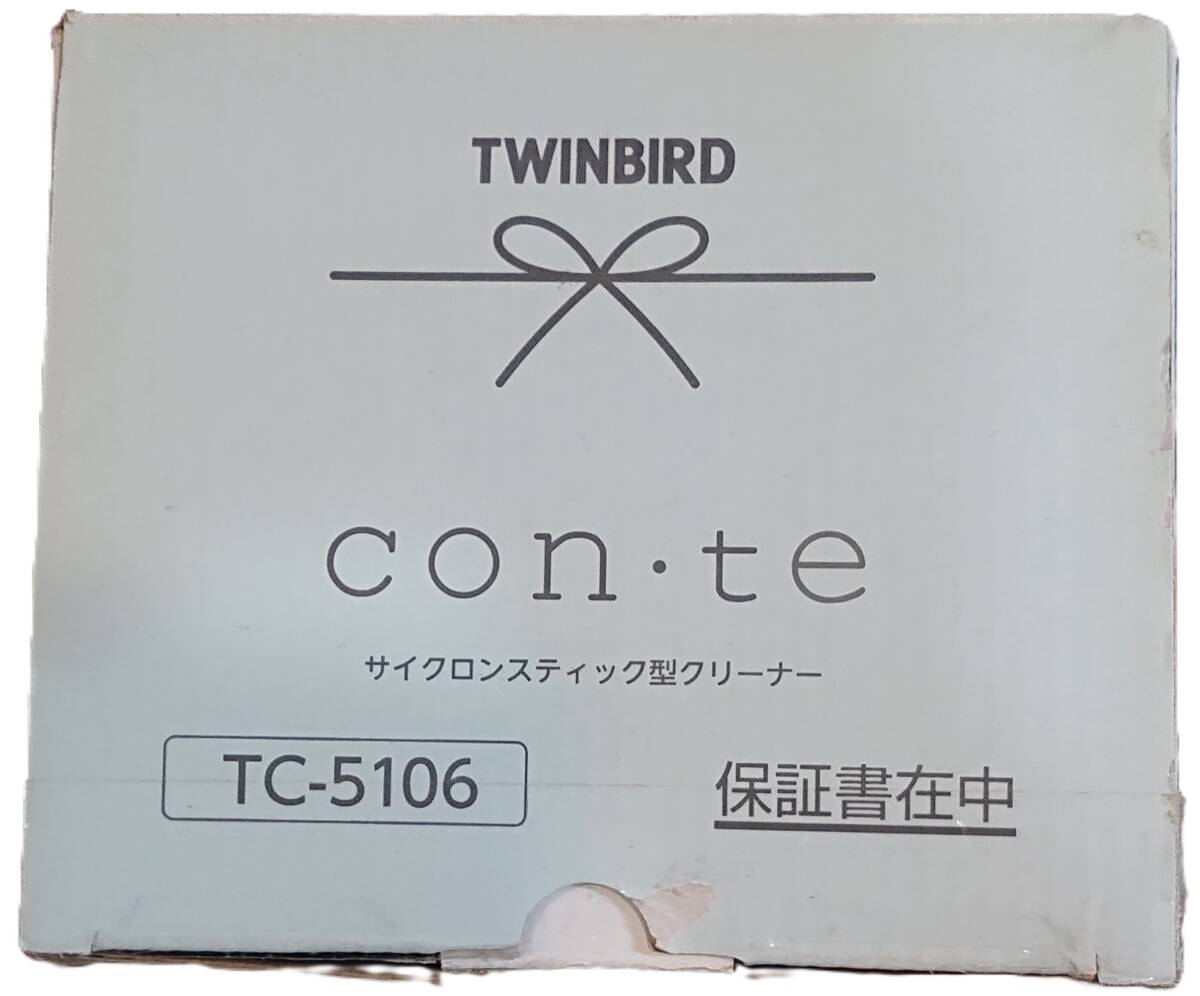 TWINBIRD
con・te
サイクロンスティック型クリーナー
TC-5106
保証書在中